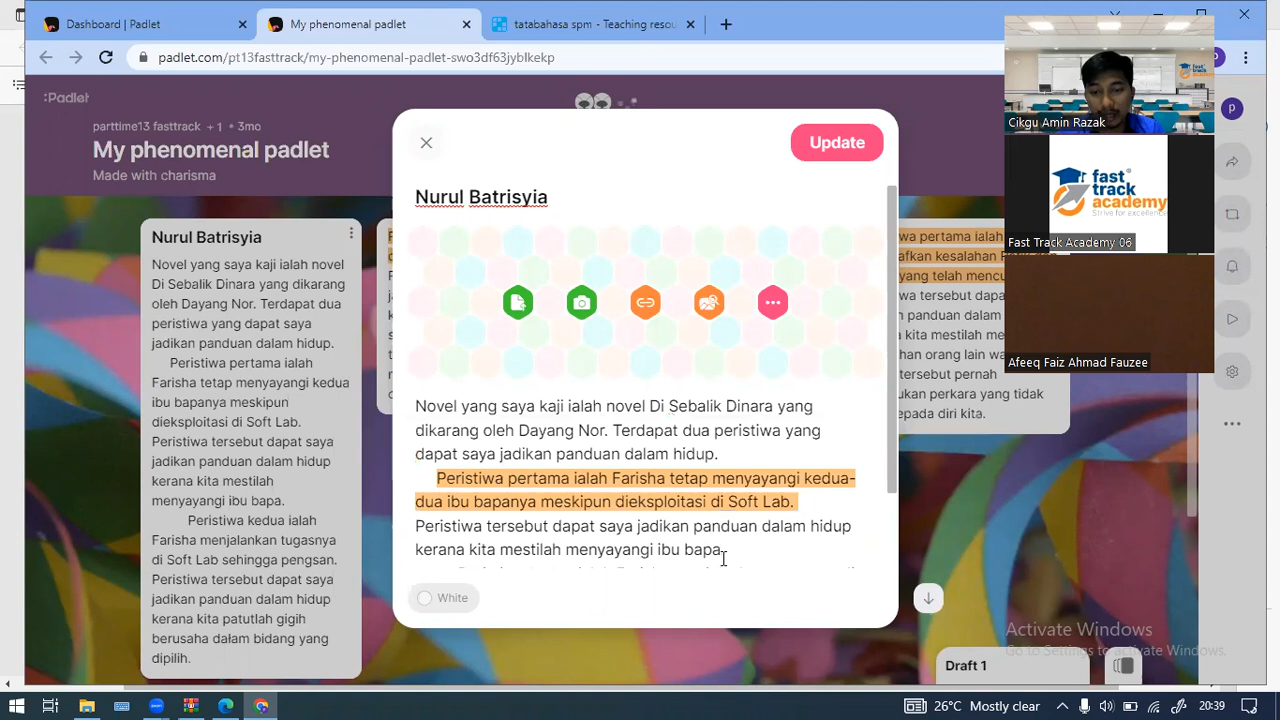 Dashboard | Padlet
My phenomenal padlet
tatabahasa spm - Teaching resou
padlet.com/pt13fasttrack/my-phenomenal-padlet-swo3df63jyblkekp
:Padlet
parttime13 fasttrack +1 • 3mo
My phenomenal padlet
Made with charisma
Nurul Batrisyia
Novel yang saya kaji ialah novel
Di Sebalik Dinara yang dikarang
oleh Dayang Nor. Terdapat dua
peristiwa yang dapat saya
jadikan panduan dalam hidup.
Peristiwa pertama ialah
Farisha tetap menyayangi kedua
ibu bapanya meskipun
dieksploitasi di Soft Lab.
Peristiwa tersebut dapat saya
jadikan panduan dalam hidup
kerana kita mestilah
menyayangi ibu bapa.
Peristiwa kedua ialah
Farisha menjalankan tugasnya
di Soft Lab sehingga pengsan.
Peristiwa tersebut dapat saya
jadikan panduan dalam hidup
kerana kita patutlah gigih
berusaha dalam bidang yang
dipilih.
Update
Nurul Batrisyia
Novel yang saya kaji ialah novel Di Sebalik Dinara yang
dikarang oleh Dayang Nor. Terdapat dua peristiwa yang
dapat saya jadikan panduan dalam hidup.
Peristiwa pertama ialah Farisha tetap menyayangi kedua-
dua ibu bapanya meskipun dieksploitasi di Soft Lab.
Peristiwa tersebut dapat saya jadikan panduan dalam hidup
kerana kita mestilah menyayangi ibu bapa.
White
wa pertama ialah
afkan kesalahan
yang telah mencu
wa tersebut dapa
n panduan dalam
a kita mestilah me
han orang lain wa
tersebut pernah
ukan perkara yang tidak
epada diri kita.
Draft 1
Cikgu Amin Razak
fast
track
academy
Strive for excellence
Fast Track Academy 06
Afeeq Faiz Ahmad Fauzee
P
p
Activate Windows
Go to Settings to activate Windows.
26°C Mostly clear
ENG
20:39